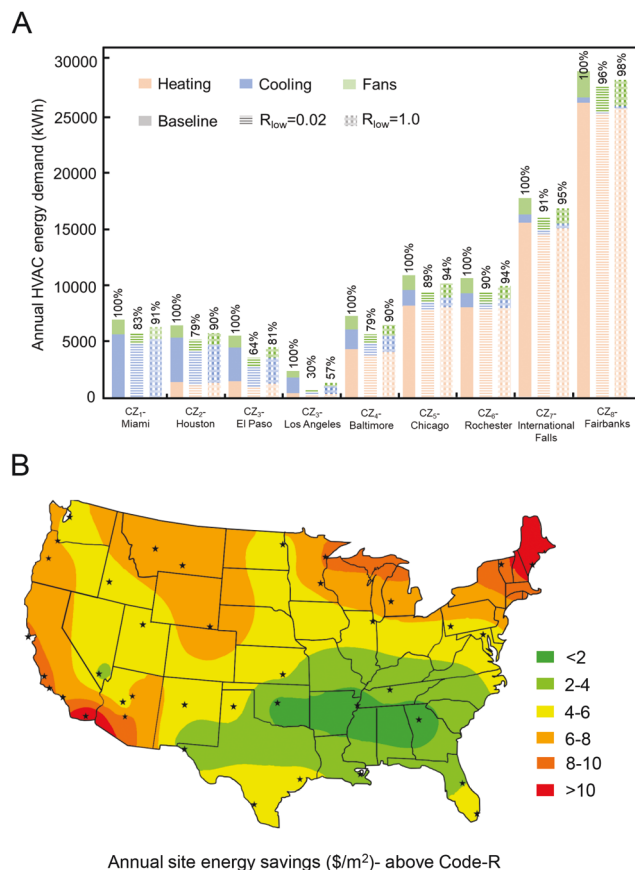 A
Annual HVAC energy demand (kWh)
30000
25000
20000
15000
10000
5000
0
Heating Cooling Fans
Baseline Rlow=0.02 Rlow=1.0
100% 83% 91%
100% 79% 90%
100% 64% 81%
100% 30% 57%
100% 79% 90%
100% 89% 94%
100% 90% 94%
100% 91% 95%
100% 96% 98%
CZ1- Miami
CZ2- Houston
CZ3- El Paso
CZ3- Los Angeles
CZ4- Baltimore
CZ5- Chicago
CZ6- Rochester
CZ7- International Falls
CZ8- Fairbanks
B
<2
2-4
4-6
6-8
8-10
>10
Annual site energy savings ($/m²)- above Code-R